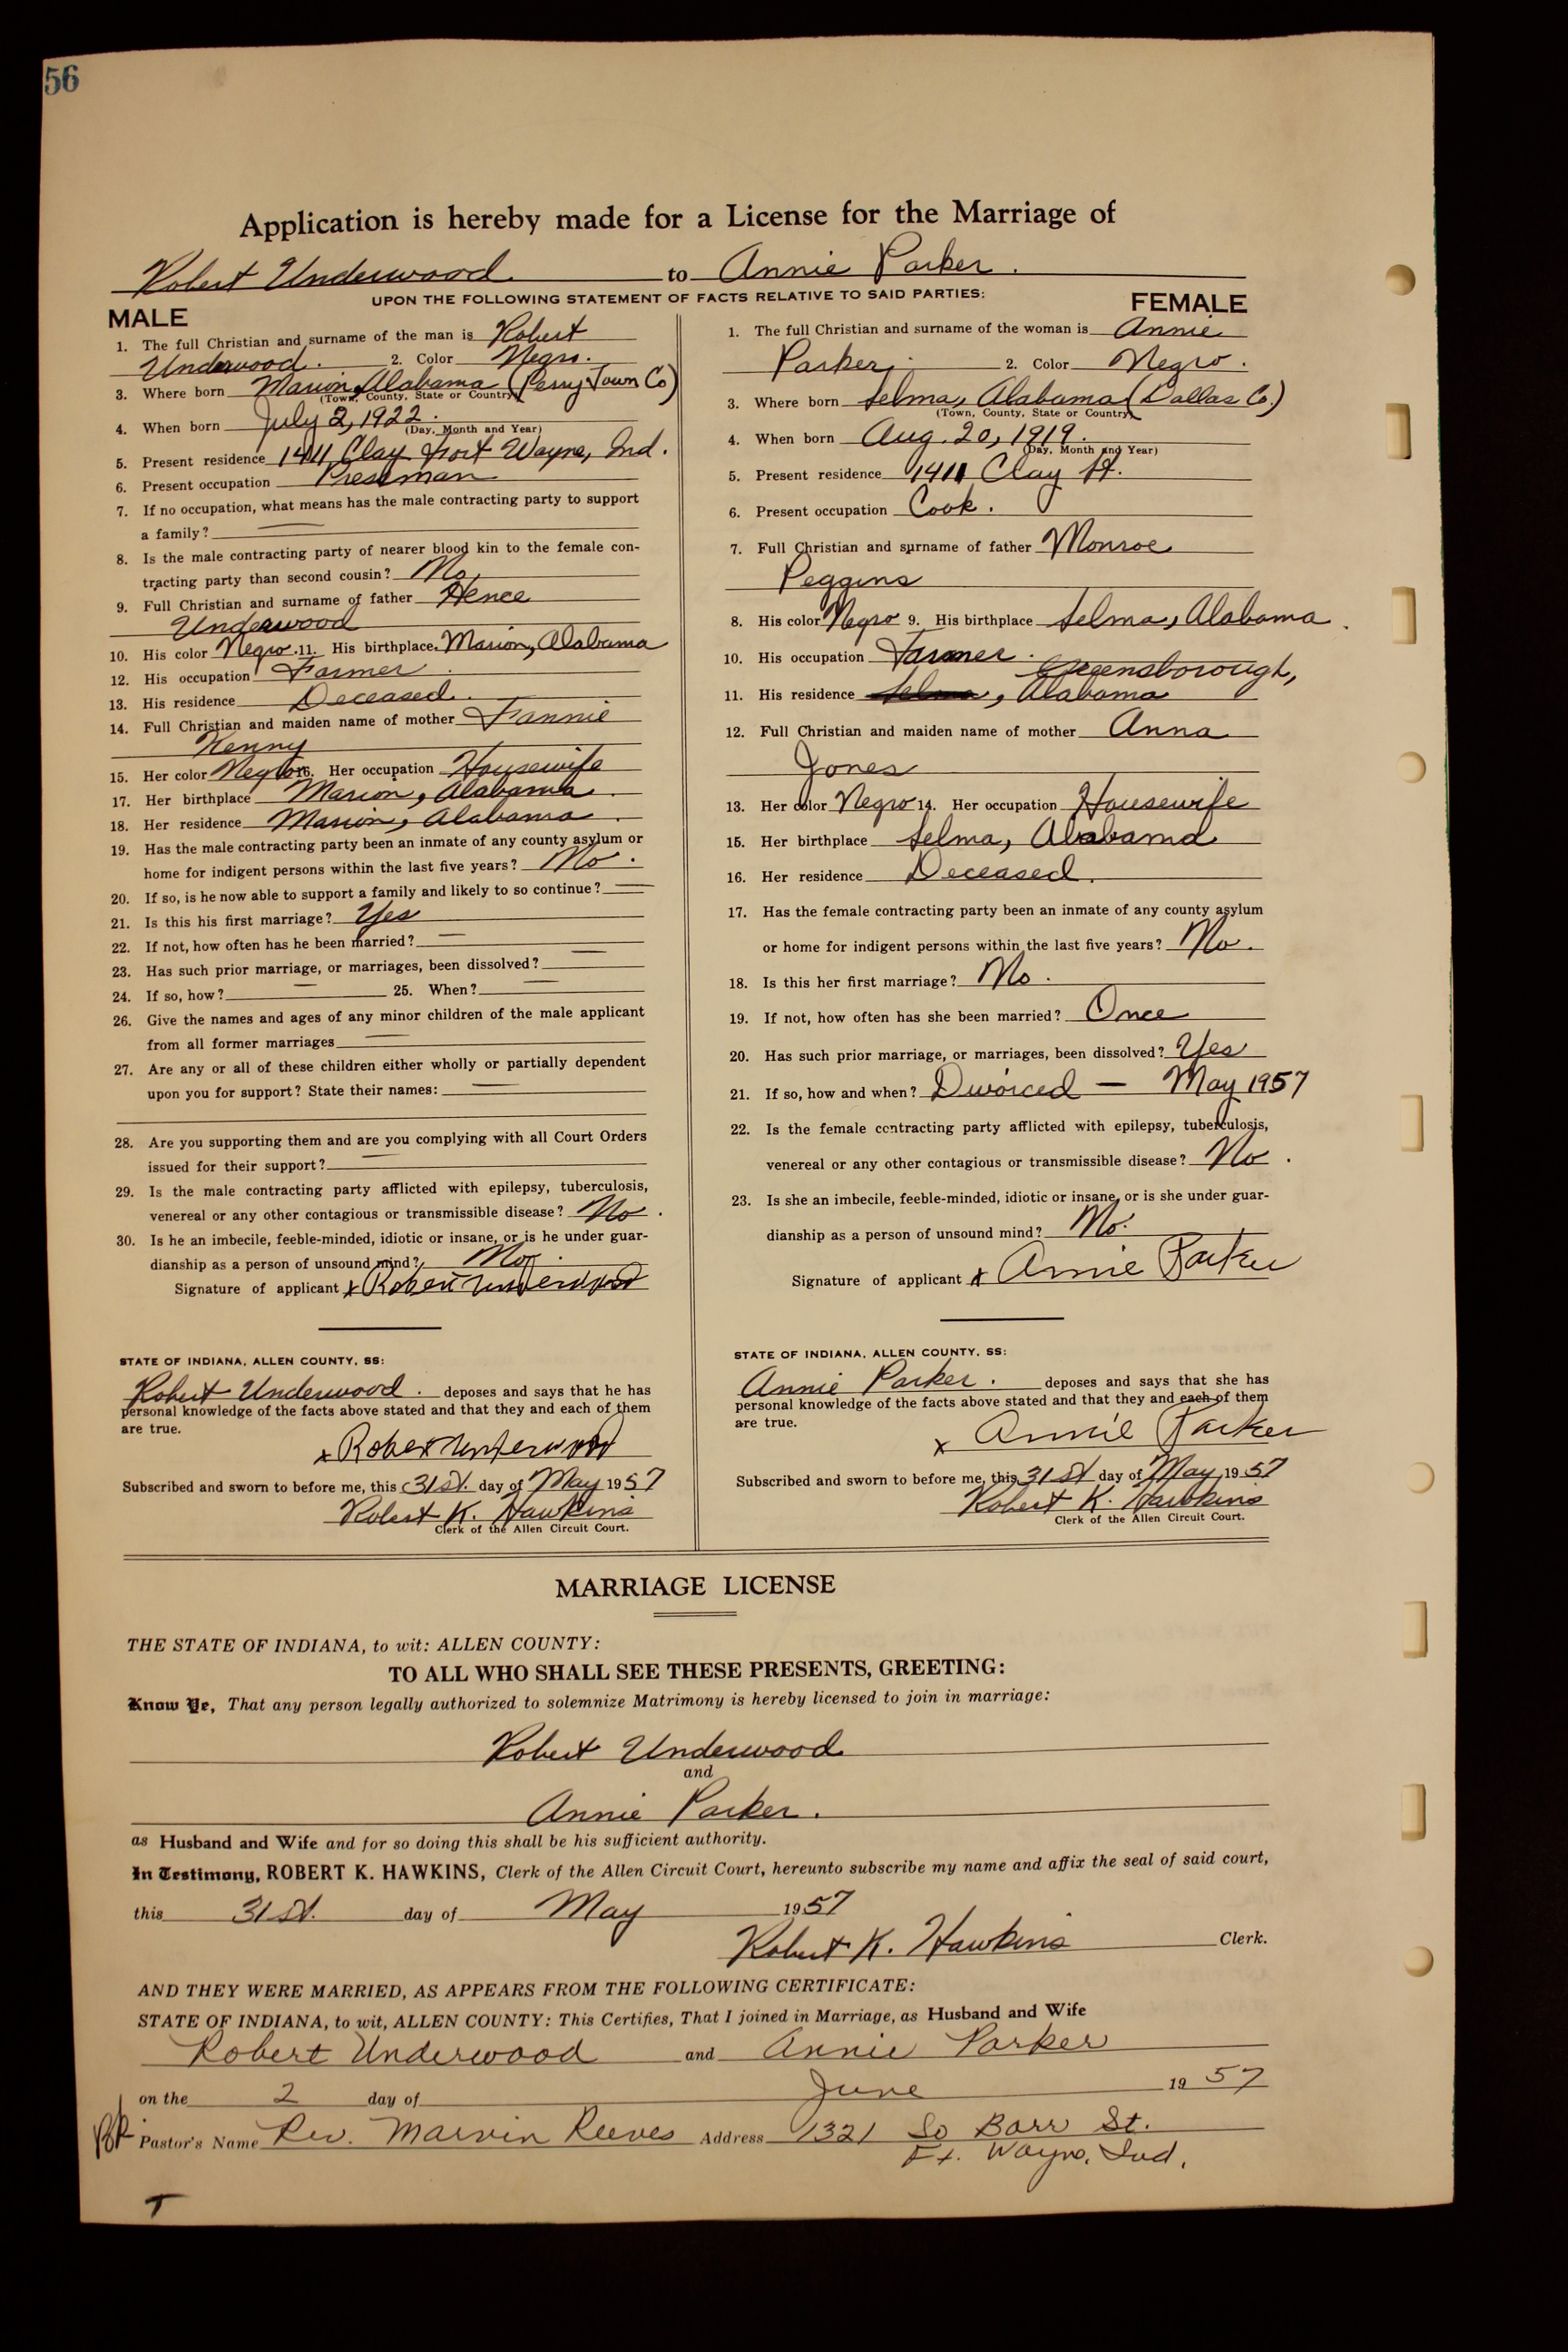 56
Application is hereby made for a License for the Marriage of
Robert Underwood to Annie Parker.
UPON THE FOLLOWING STATEMENT OF FACTS RELATIVE TO SAID PARTIES:
MALE
1. The full Christian and surname of the man is Robert
Underwood. 2. Color Negro.
3. Where born Marion, Alabama (Perry Town Co)
(Town, County, State or Country)
4. When born July 2, 1922.
(Day, Month and Year)
5. Present residence 1411 Clay Fort Wayne, Ind.
6. Present occupation Pressman
7. If no occupation, what means has the male contracting party to support
a family? —
8. Is the male contracting party of nearer blood kin to the female con-
tracting party than second cousin? No
9. Full Christian and surname of father Hence
Underwood
10. His color Negro. 11. His birthplace. Marion, Alabama
12. His occupation Farmer.
13. His residence Deceased.
14. Full Christian and maiden name of mother Fannie
Kenny
15. Her color Negro 16. Her occupation Housewife
17. Her birthplace Marion, Alabama.
18. Her residence Marion, Alabama.
19. Has the male contracting party been an inmate of any county asylum or
home for indigent persons within the last five years? No.
20. If so, is he now able to support a family and likely to so continue? —
21. Is this his first marriage? Yes
22. If not, how often has he been married? —
23. Has such prior marriage, or marriages, been dissolved? —
24. If so, how? — 25. When? —
26. Give the names and ages of any minor children of the male applicant
from all former marriages —
27. Are any or all of these children either wholly or partially dependent
upon you for support? State their names: —
28. Are you supporting them and are you complying with all Court Orders
issued for their support? —
29. Is the male contracting party afflicted with epilepsy, tuberculosis,
venereal or any other contagious or transmissible disease? No.
30. Is he an imbecile, feeble-minded, idiotic or insane, or is he under guar-
dianship as a person of unsound mind? No.
Signature of applicant x Robert Underwood
STATE OF INDIANA, ALLEN COUNTY, SS:
Robert Underwood. deposes and says that he has
personal knowledge of the facts above stated and that they and each of them
are true.
x Robert Underwood
Subscribed and sworn to before me, this 31st. day of May 1957
Robert K. Hawkins
Clerk of the Allen Circuit Court.
FEMALE
1. The full Christian and surname of the woman is Annie
Parker. 2. Color Negro.
3. Where born Selma, Alabama (Dallas Co.)
(Town, County, State or Country)
4. When born Aug. 20, 1919.
(Day, Month and Year)
5. Present residence 1411 Clay St.
6. Present occupation Cook.
7. Full Christian and surname of father Monroe
Peggins
8. His color Negro 9. His birthplace Selma, Alabama.
10. His occupation Farmer.
Greensborough,
11. His residence Selma, Alabama
12. Full Christian and maiden name of mother Anna
Jones
13. Her color Negro 14. Her occupation Housewife
15. Her birthplace Selma, Alabama
16. Her residence Deceased.
17. Has the female contracting party been an inmate of any county asylum
or home for indigent persons within the last five years? No.
18. Is this her first marriage? No.
19. If not, how often has she been married? Once
20. Has such prior marriage, or marriages, been dissolved? Yes
21. If so, how and when? Divorced — May 1957
22. Is the female contracting party afflicted with epilepsy, tuberculosis,
venereal or any other contagious or transmissible disease? No.
23. Is she an imbecile, feeble-minded, idiotic or insane, or is she under guar-
dianship as a person of unsound mind? No.
Signature of applicant x Annie Parker
STATE OF INDIANA, ALLEN COUNTY, SS:
Annie Parker. deposes and says that she has
personal knowledge of the facts above stated and that they and each of them
are true.
x Annie Parker
Subscribed and sworn to before me, this 31st day of May 1957
Robert K. Hawkins
Clerk of the Allen Circuit Court.
MARRIAGE LICENSE
THE STATE OF INDIANA, to wit: ALLEN COUNTY:
TO ALL WHO SHALL SEE THESE PRESENTS, GREETING:
Know Ye, That any person legally authorized to solemnize Matrimony is hereby licensed to join in marriage:
Robert Underwood
and
Annie Parker.
as Husband and Wife and for so doing this shall be his sufficient authority.
In Testimony, ROBERT K. HAWKINS, Clerk of the Allen Circuit Court, hereunto subscribe my name and affix the seal of said court,
this 31st. day of May 1957
Robert K. Hawkins Clerk.
AND THEY WERE MARRIED, AS APPEARS FROM THE FOLLOWING CERTIFICATE:
STATE OF INDIANA, to wit, ALLEN COUNTY: This Certifies, That I joined in Marriage, as Husband and Wife
Robert Underwood and Annie Parker
on the 2 day of June 1957
Pastor's Name Rev. Marvin Reeves Address 1321 So Barr St.
Ft. Wayne, Ind.
T